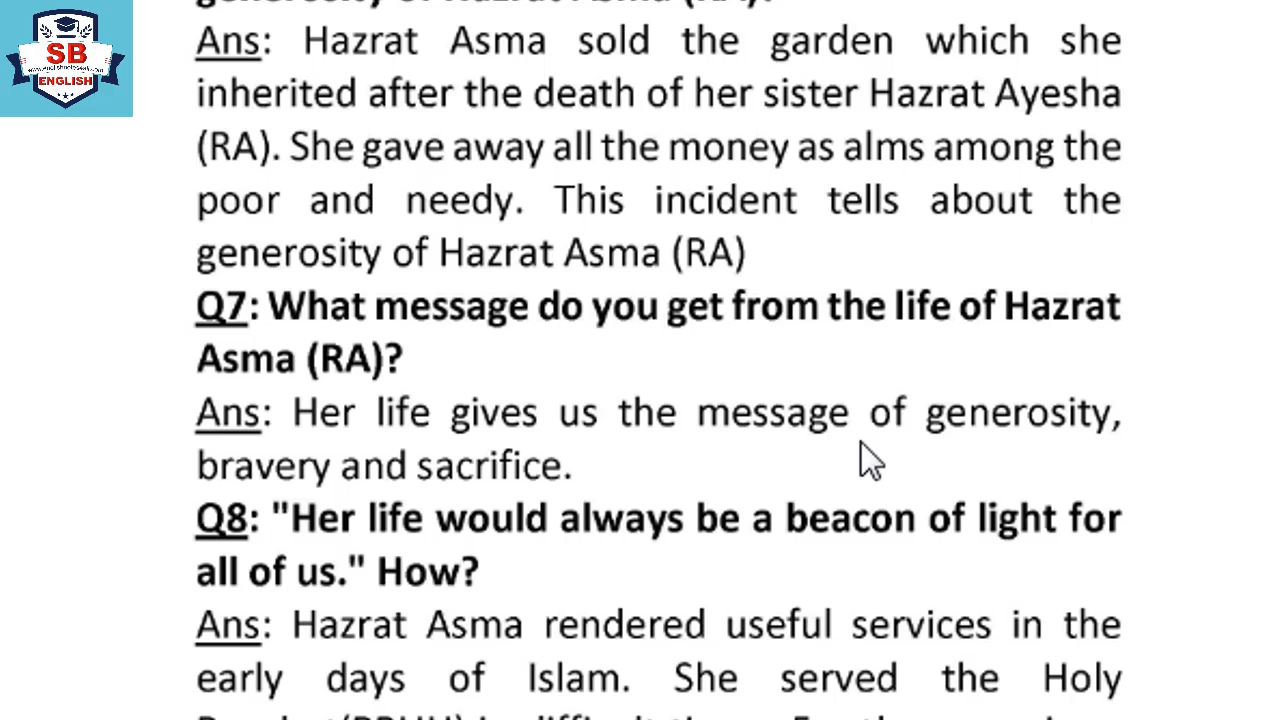 SB
ENGLISH
generosity of Hazrat Asma (RA)?
Ans: Hazrat Asma sold the garden which she
inherited after the death of her sister Hazrat Ayesha
(RA). She gave away all the money as alms among the
poor and needy. This incident tells about the
generosity of Hazrat Asma (RA)
Q7: What message do you get from the life of Hazrat
Asma (RA)?
Ans: Her life gives us the message of generosity,
bravery and sacrifice.
Q8: "Her life would always be a beacon of light for
all of us." How?
Ans: Hazrat Asma rendered useful services in the
early days of Islam. She served the Holy